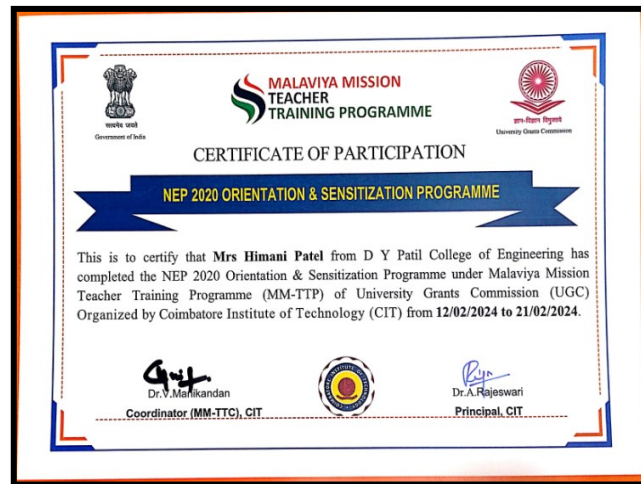 MALAVIYA MISSION
TEACHER
TRAINING PROGRAMME
सत्यमेव जयते
Government of India
ज्ञान-विज्ञान विमुक्तये
University Grants Commission
CERTIFICATE OF PARTICIPATION
NEP 2020 ORIENTATION & SENSITIZATION PROGRAMME
This is to certify that Mrs Himani Patel from D Y Patil College of Engineering has
completed the NEP 2020 Orientation & Sensitization Programme under Malaviya Mission
Teacher Training Programme (MM-TTP) of University Grants Commission (UGC)
Organized by Coimbatore Institute of Technology (CIT) from 12/02/2024 to 21/02/2024.
Dr.V.Manikandan
Coordinator (MM-TTC), CIT
Dr.A.Rajeswari
Principal, CIT